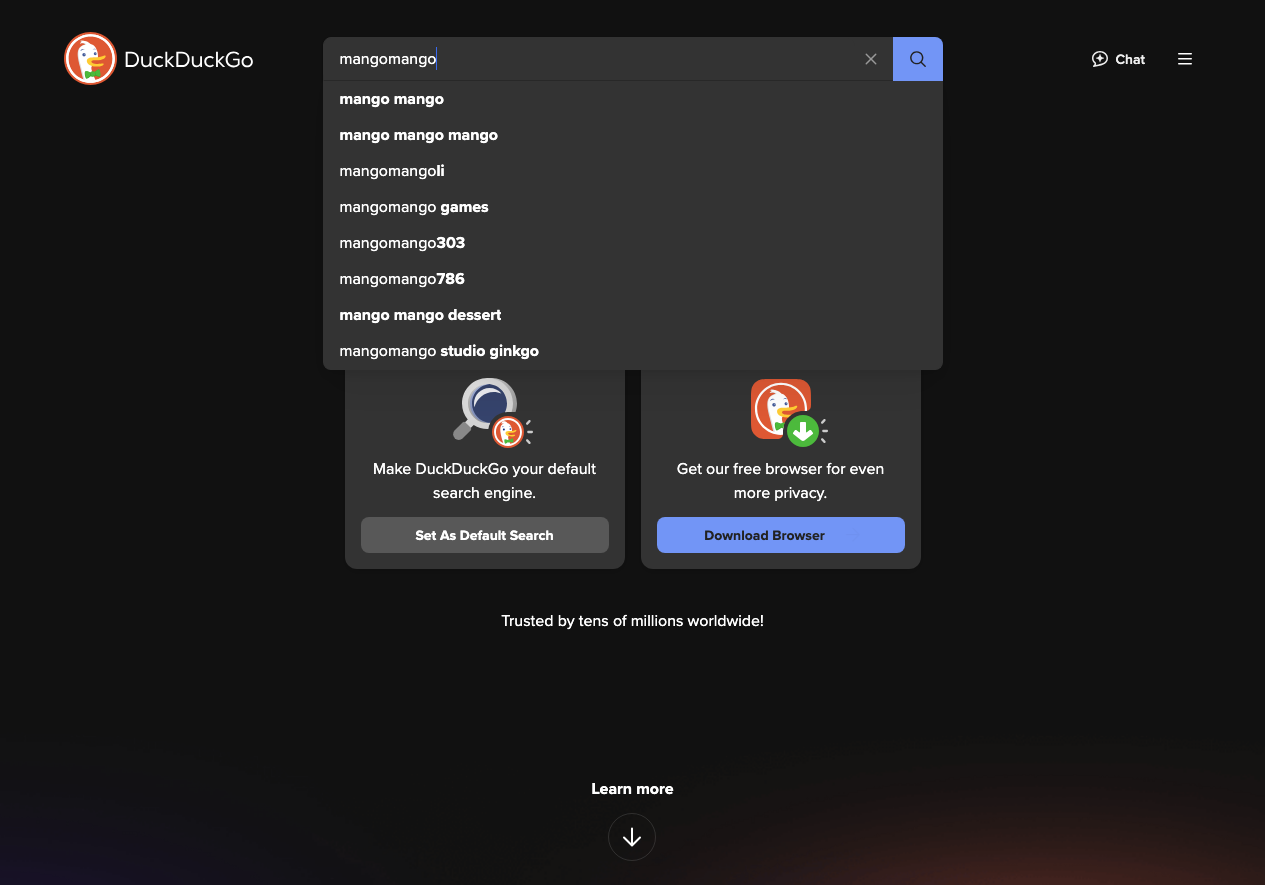 DuckDuckGo
mangomango
Chat
mango mango
mango mango mango
mangomangoli
mangomango games
mangomango303
mangomango786
mango mango dessert
mangomango studio ginkgo
Make DuckDuckGo your default
search engine.
Set As Default Search
Get our free browser for even
more privacy.
Download Browser
Trusted by tens of millions worldwide!
Learn more